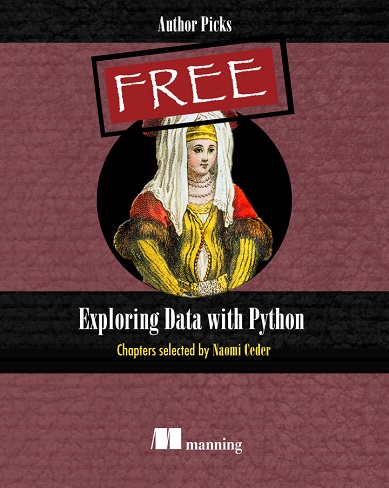 Author Picks
FREE
Exploring Data with Python
Chapters selected by Naomi Ceder
manning